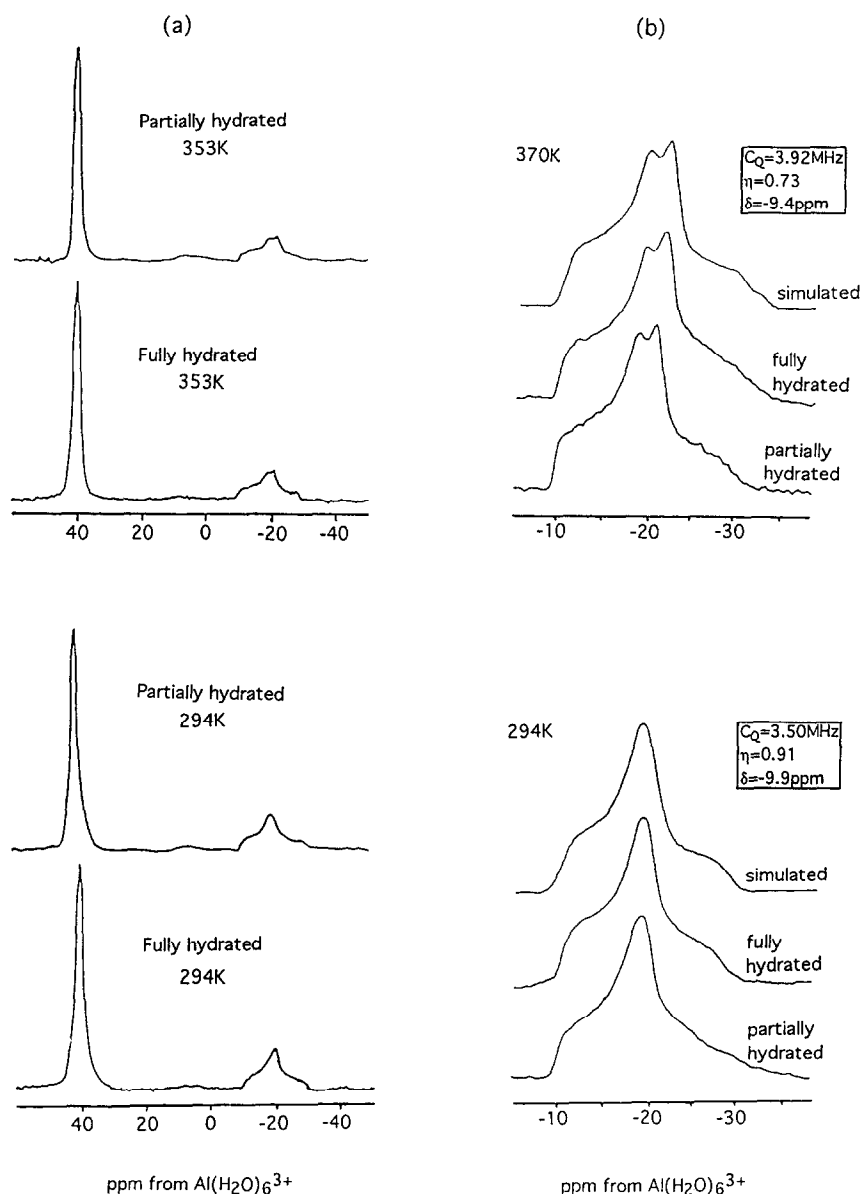 (a)
Partially hydrated
353K
Fully hydrated
353K
40 20 0 -20 -40
(b)
370K
CQ=3.92MHz
η=0.73
δ=-9.4ppm
simulated
fully
hydrated
partially
hydrated
-10 -20 -30
Partially hydrated
294K
Fully hydrated
294K
40 20 0 -20 -40
ppm from Al(H2O)6 3+
294K
CQ=3.50MHz
η=0.91
δ=-9.9ppm
simulated
fully
hydrated
partially
hydrated
-10 -20 -30
ppm from Al(H2O)6 3+